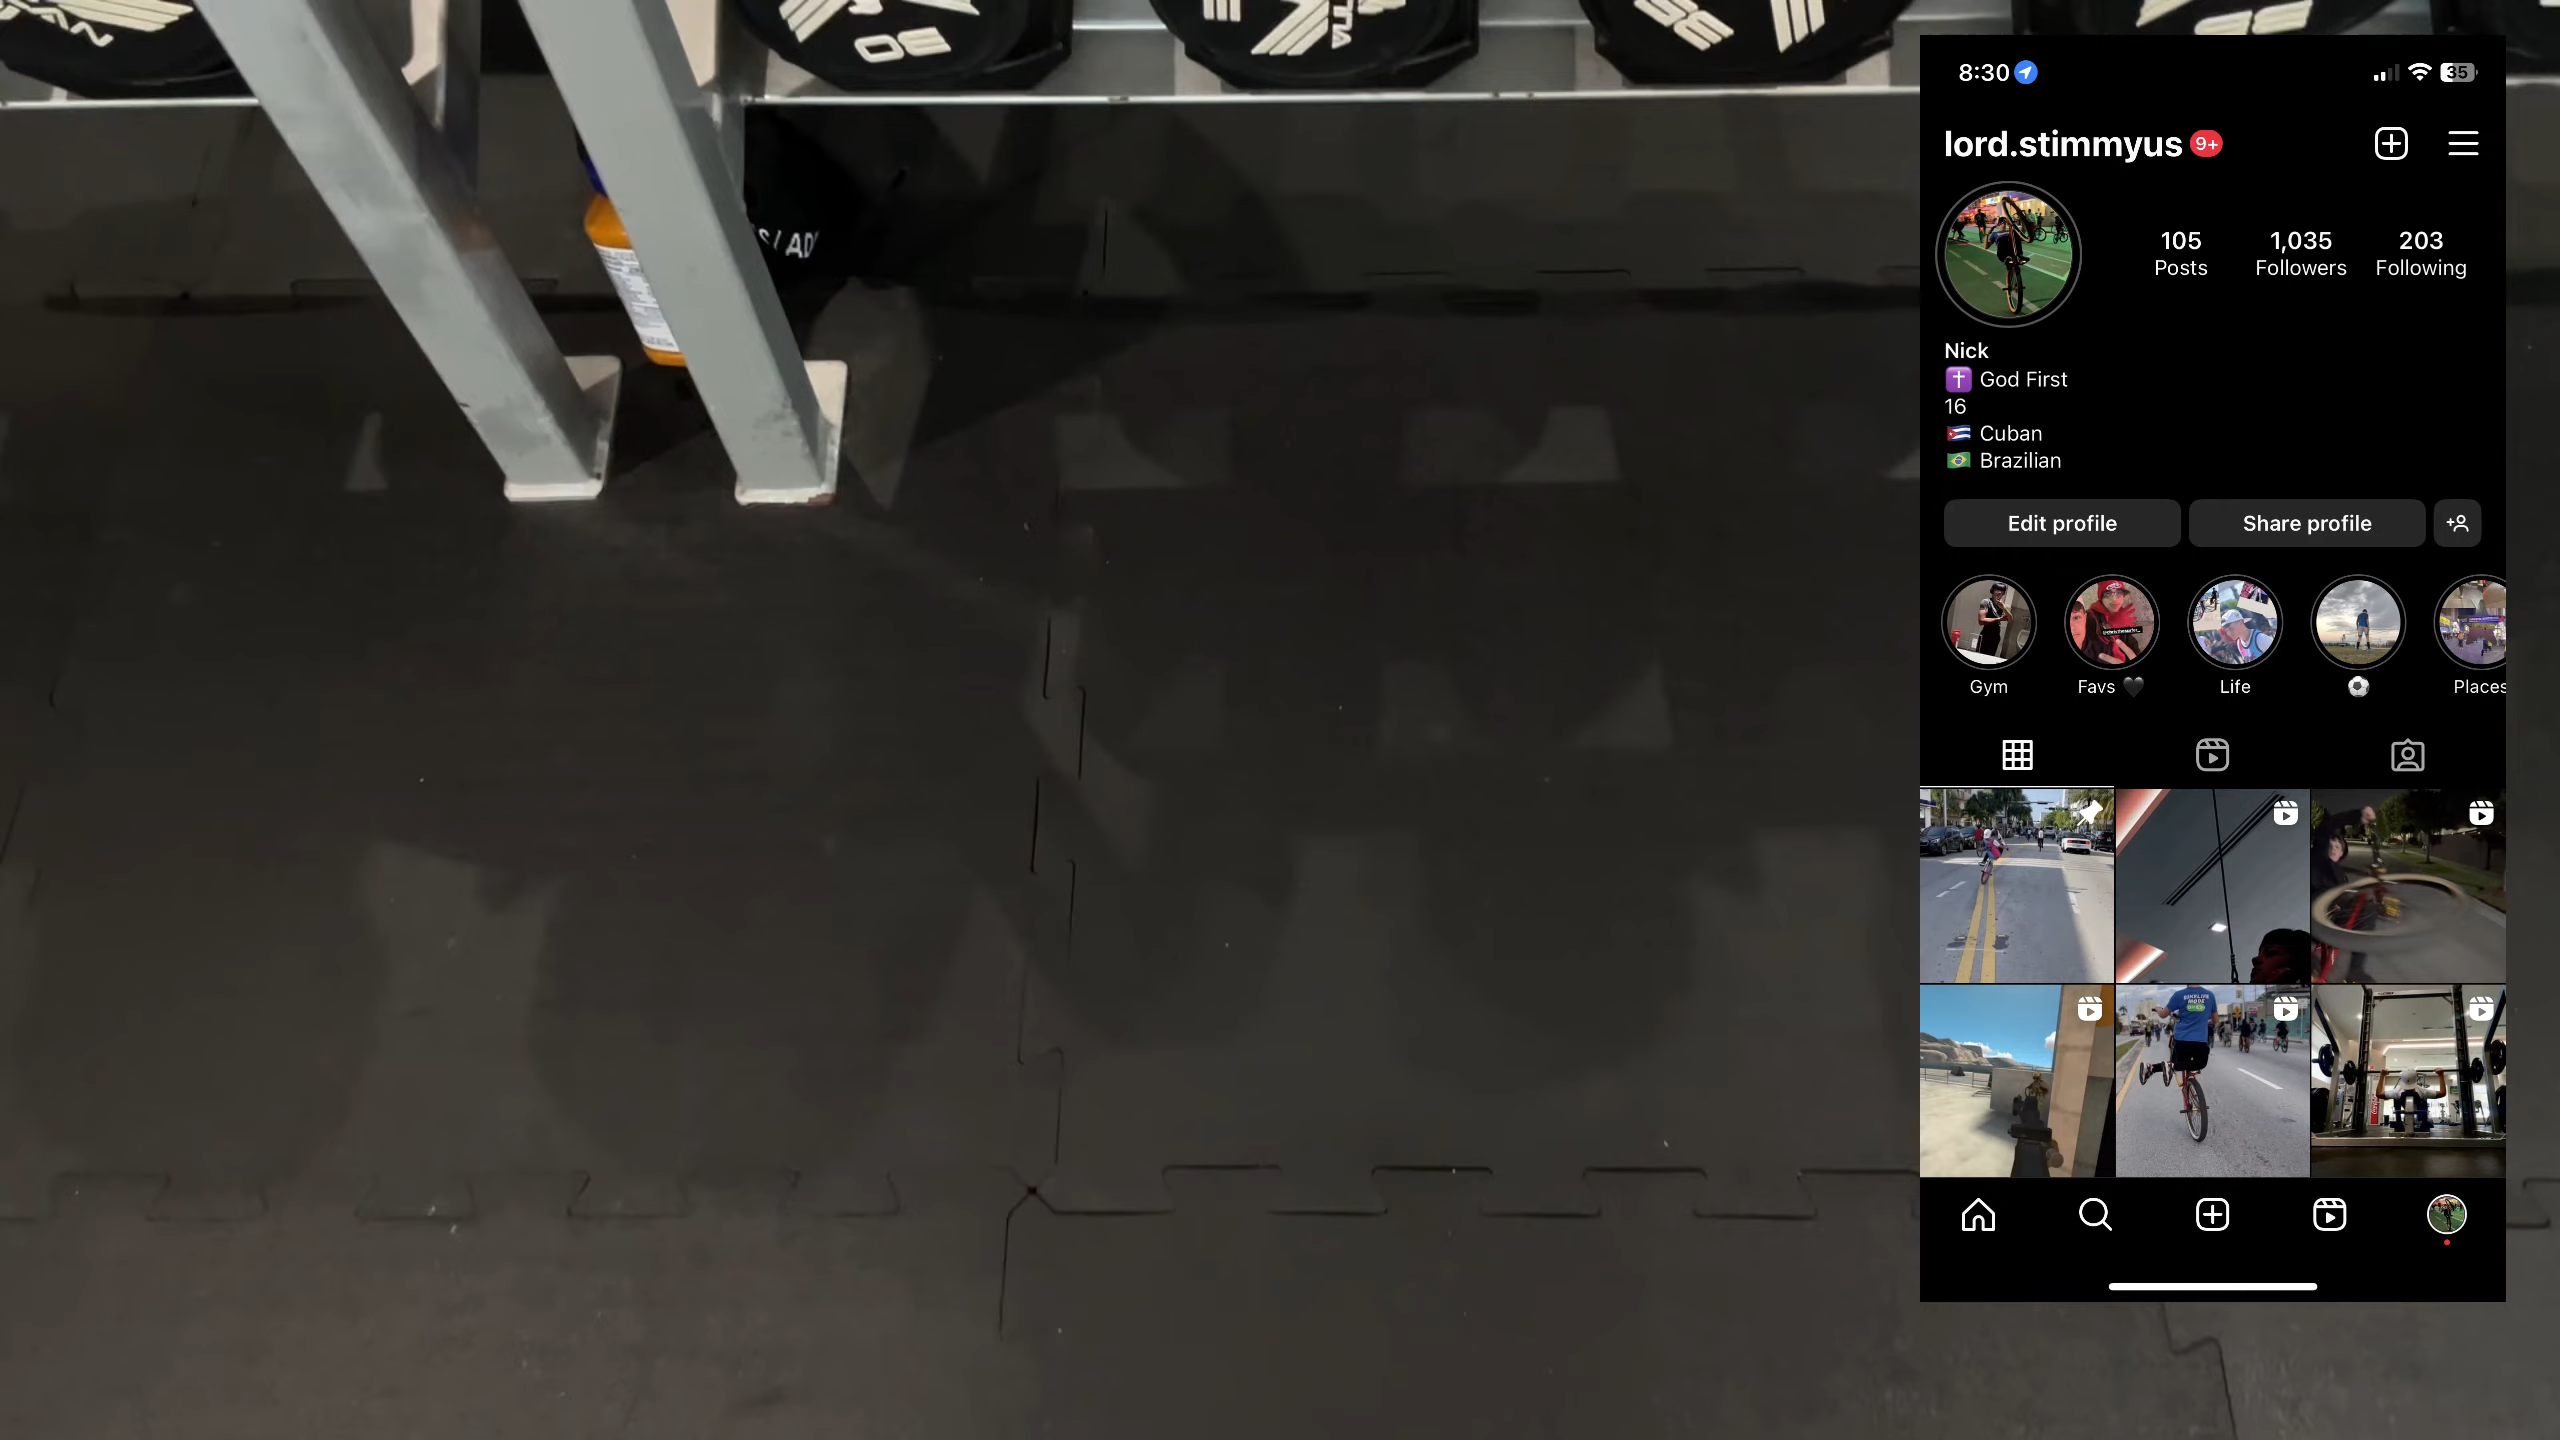 8:30
35
lord.stimmyus 9+
105 1,035 203
Posts Followers Following
Nick
✝️ God First
16
🇨🇺 Cuban
🇧🇷 Brazilian
Edit profile Share profile
Gym Favs 🖤 Life ⚽ Places